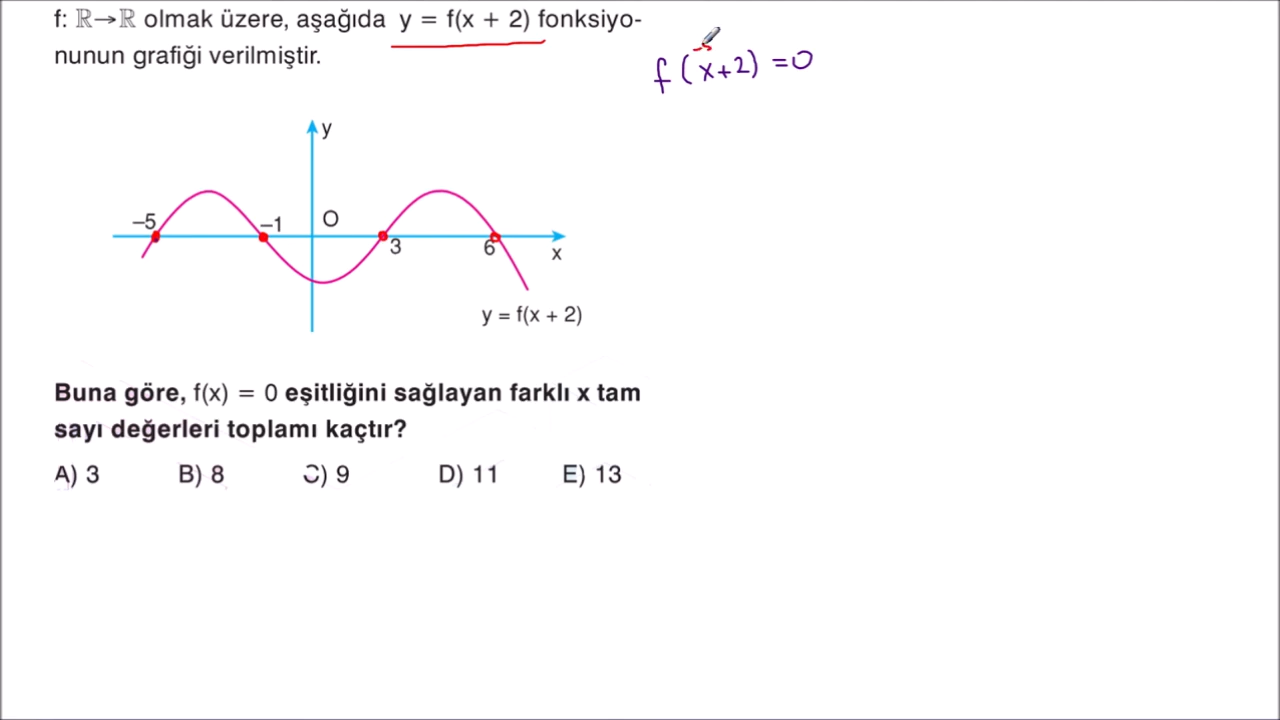 f: ℝ→ℝ olmak üzere, aşağıda y = f(x + 2) fonksiyo-
nunun grafiği verilmiştir.
-5
f(x+2) =0
y
-5
-1
O
3
6
x
y = f(x + 2)
Buna göre, f(x) = 0 eşitliğini sağlayan farklı x tam
sayı değerleri toplamı kaçtır?
A) 3 B) 8 C) 9 D) 11 E) 13